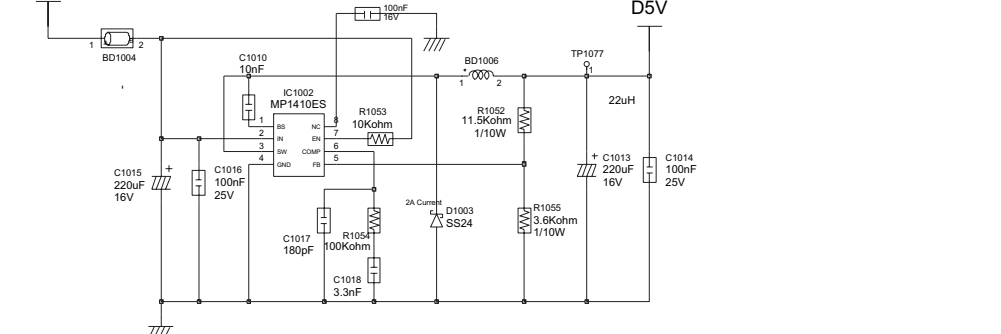 D5V
100nF
16V
1
2
BD1004
C1010
10nF
BD1006
1
2
TP1077
1
22uH
IC1002
MP1410ES
1
BS
NC
8
2
IN
EN
7
3
SW
COMP
6
4
GND
FB
5
R1053
10Kohm
R1052
11.5Kohm
1/10W
C1015
220uF
16V
C1016
100nF
25V
C1013
220uF
16V
C1014
100nF
25V
2A Current
D1003
SS24
R1055
3.6Kohm
1/10W
C1017
180pF
R1054
100Kohm
C1018
3.3nF